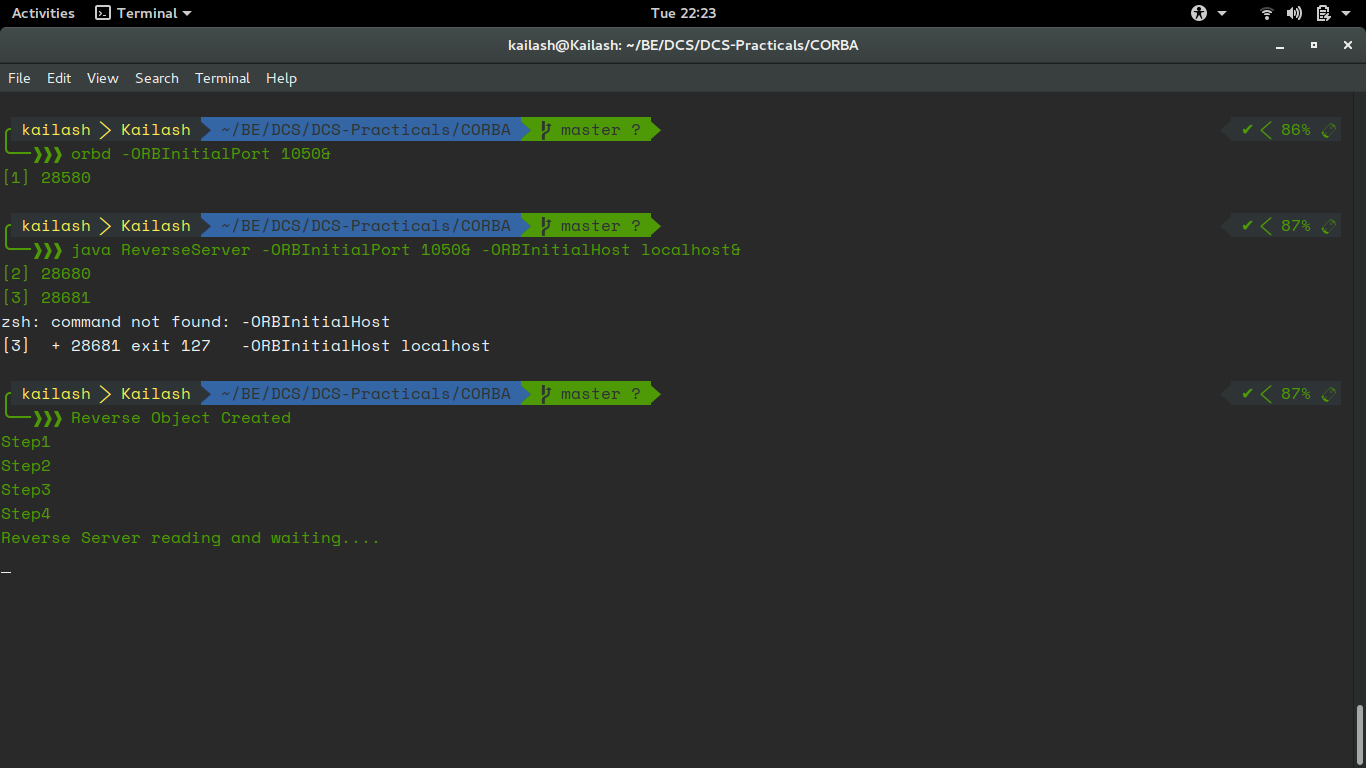 Activities Terminal Tue 22:23
kailash@Kailash: ~/BE/DCS/DCS-Practicals/CORBA
File Edit View Search Terminal Help
kailash Kailash ~/BE/DCS/DCS-Practicals/CORBA master ? ✔ 86%
❯❯❯ orbd -ORBInitialPort 1050&
[1] 28580
kailash Kailash ~/BE/DCS/DCS-Practicals/CORBA master ? ✔ 87%
❯❯❯ java ReverseServer -ORBInitialPort 1050& -ORBInitialHost localhost&
[2] 28680
[3] 28681
zsh: command not found: -ORBInitialHost
[3]  + 28681 exit 127   -ORBInitialHost localhost
kailash Kailash ~/BE/DCS/DCS-Practicals/CORBA master ? ✔ 87%
❯❯❯ Reverse Object Created
Step1
Step2
Step3
Step4
Reverse Server reading and waiting....